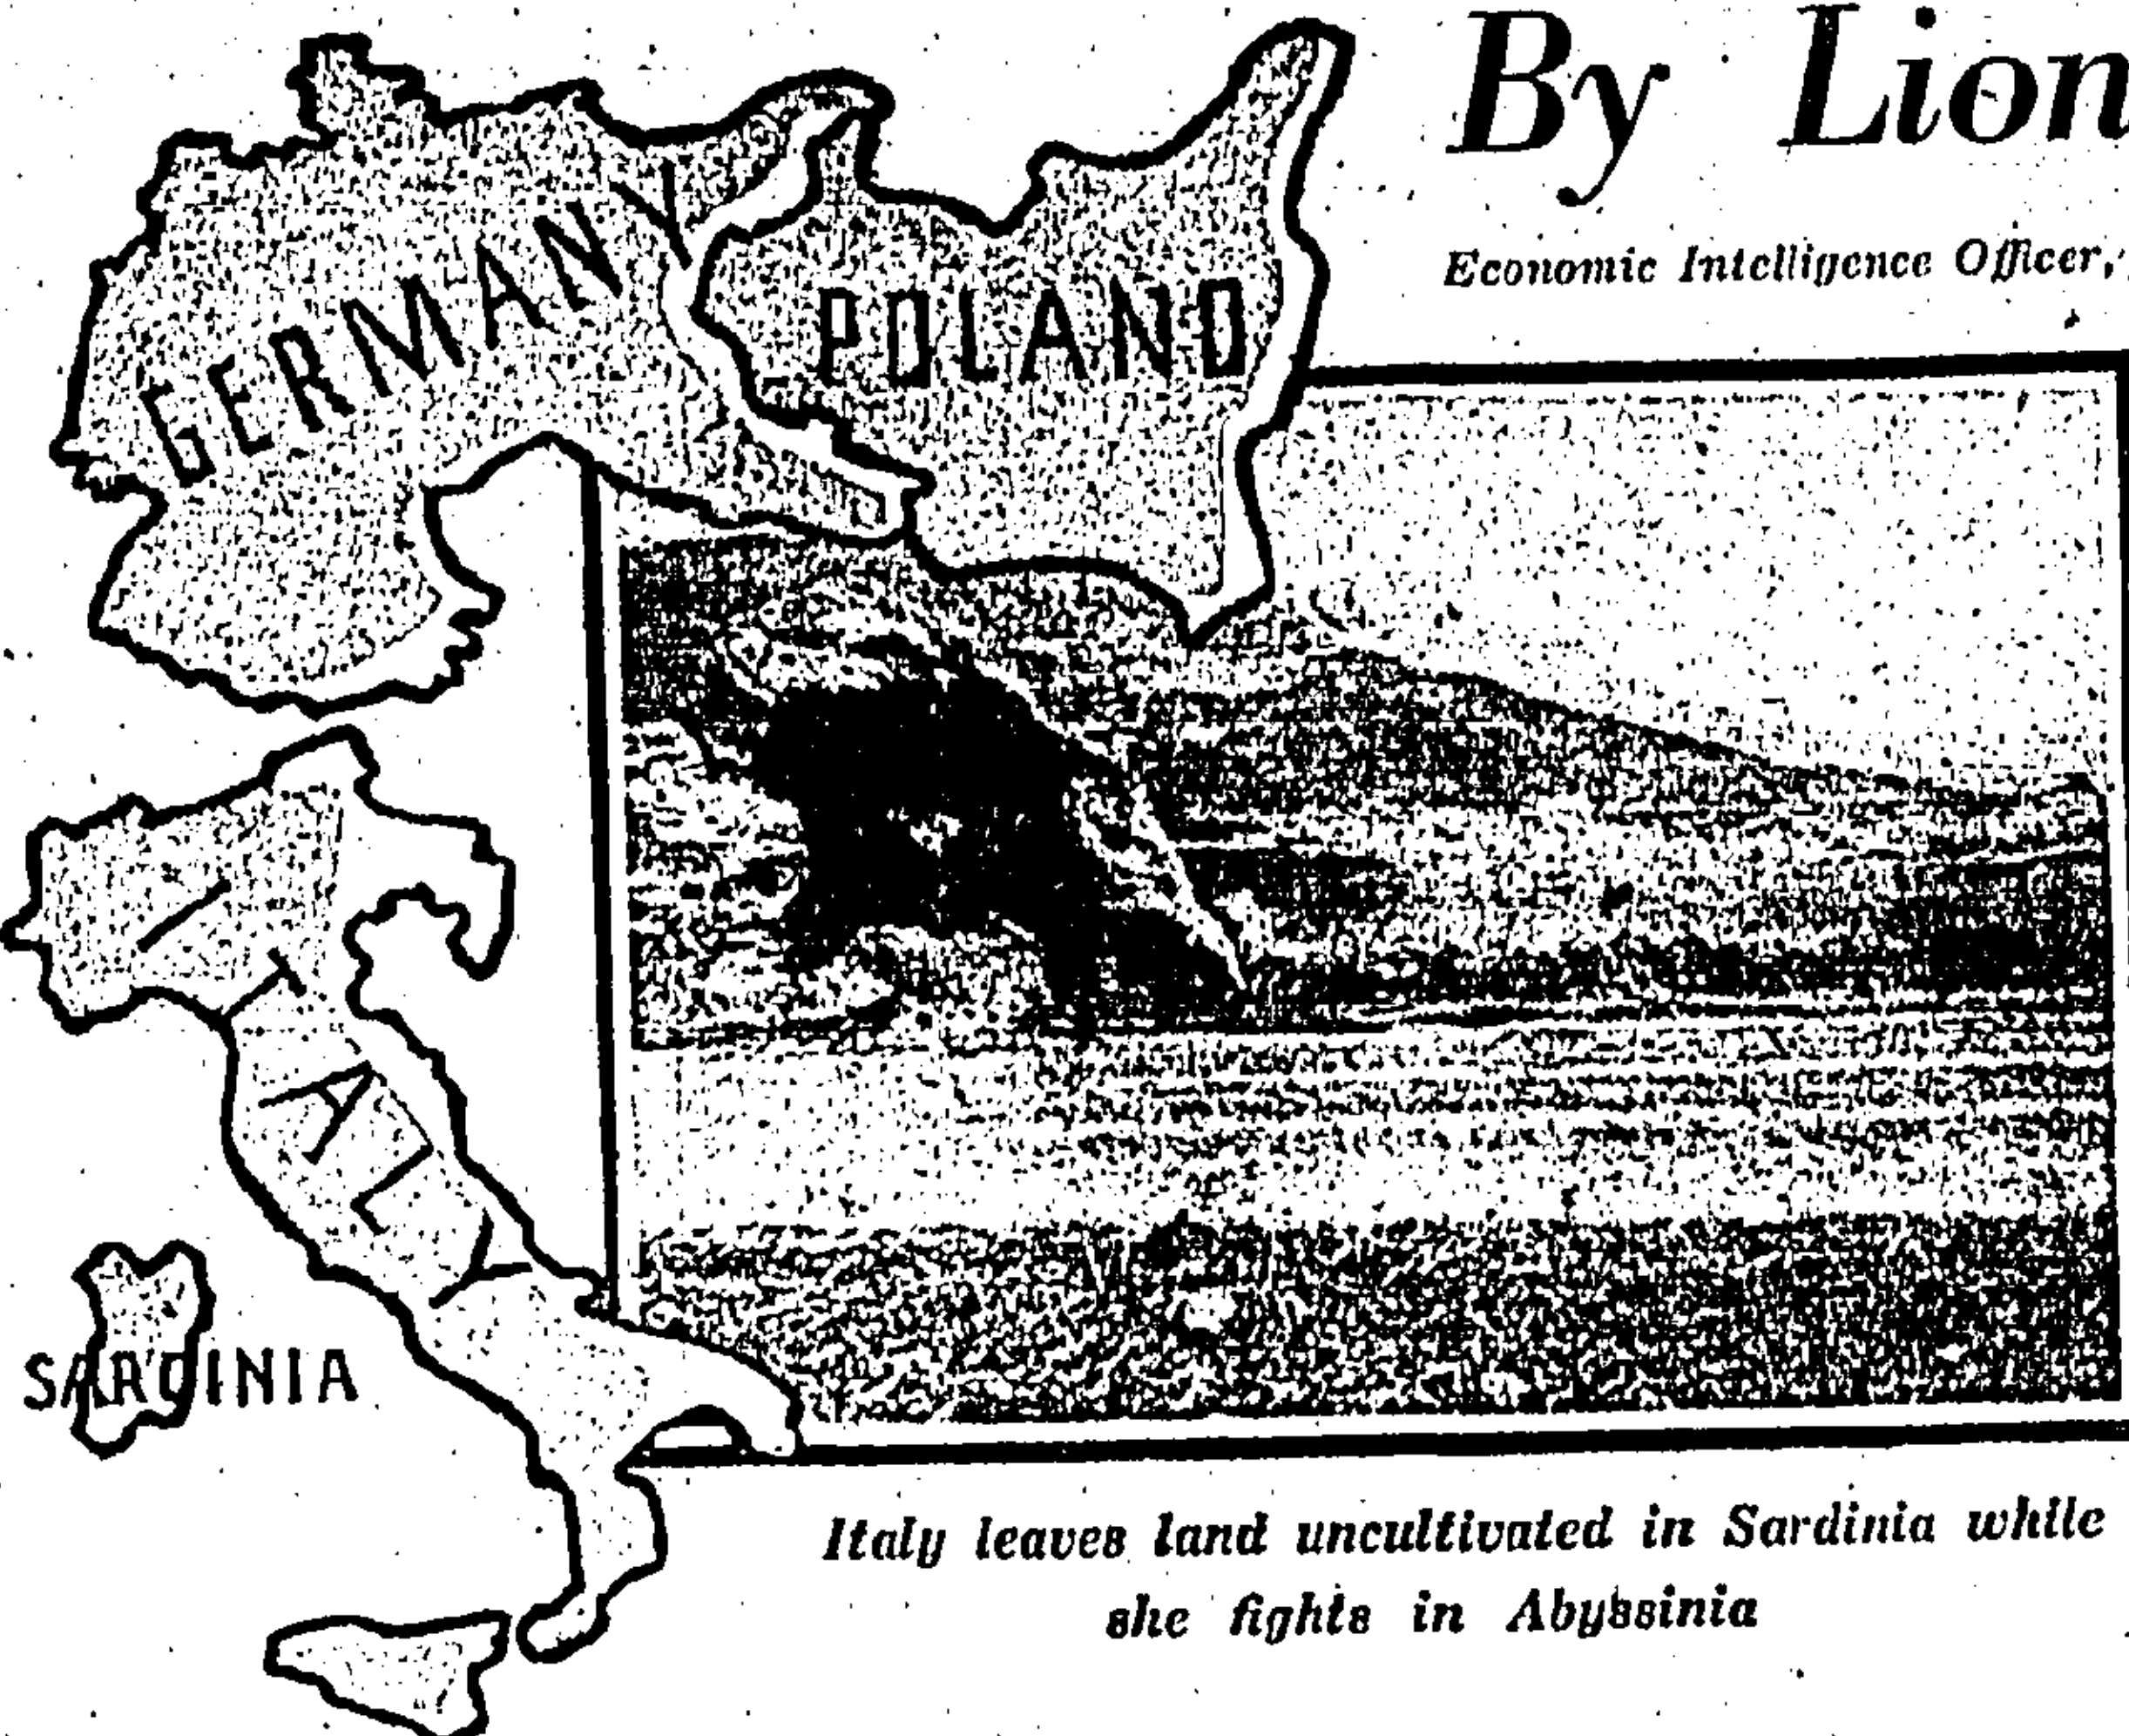 By Lion
Economic Intelligence Officer,
GERMANY
POLAND
ITALY
SARDINIA
Italy leaves land uncultivated in Sardinia while
she fights in Abyssinia